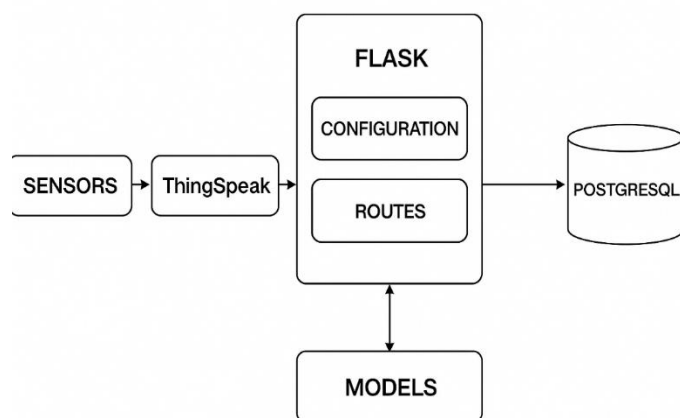 FLASK
CONFIGURATION
SENSORS
ThingSpeak
ROUTES
POSTGRESQL
MODELS